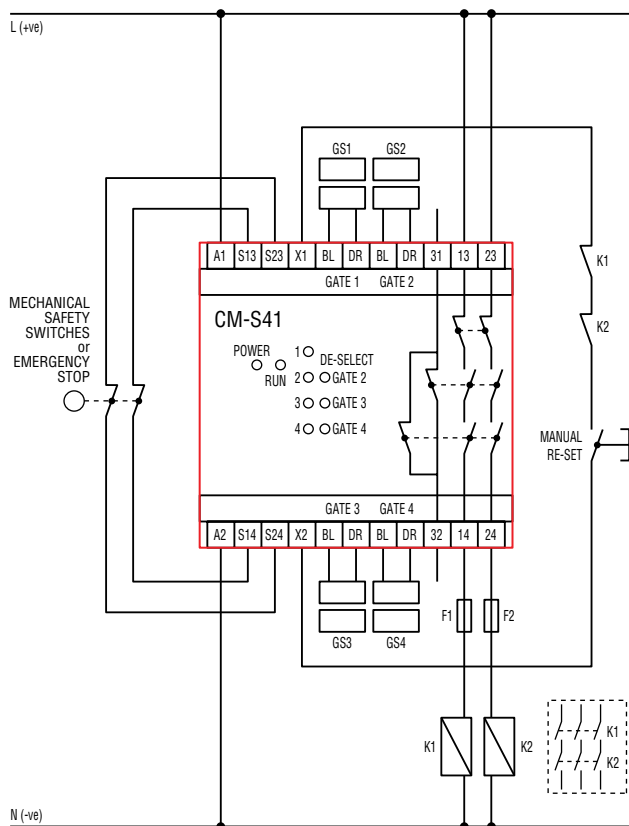 L (+ve)
GS1 GS2
A1 S13 S23 X1 BL DR BL DR 31 13 23
GATE 1 GATE 2
K1
CM-S41
MECHANICAL
SAFETY
SWITCHES
or
EMERGENCY
STOP
POWER
RUN
1
DE-SELECT
2 GATE 2
3 GATE 3
4 GATE 4
K2
MANUAL
RE-SET
GATE 3 GATE 4
A2 S14 S24 X2 BL DR BL DR 32 14 24
GS3 GS4
F1 F2
K1 K2
K1
K2
N (-ve)